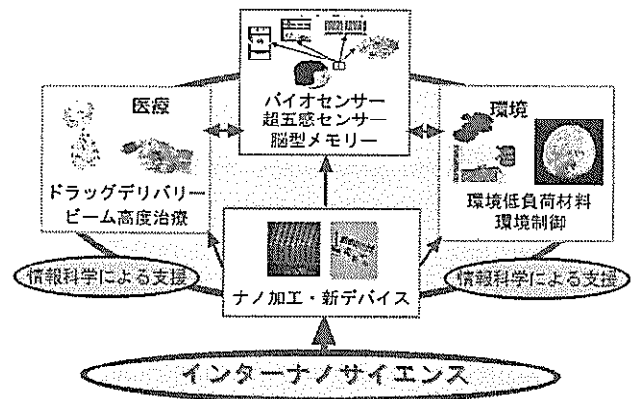 バイオセンサー
超五感センサー
脳型メモリー
医療
ドラッグデリバリー
ビーム高度治療
環境
環境低負荷材料
環境制御
ナノ加工・新デバイス
情報科学による支援
情報科学による支援
インターナノサイエンス